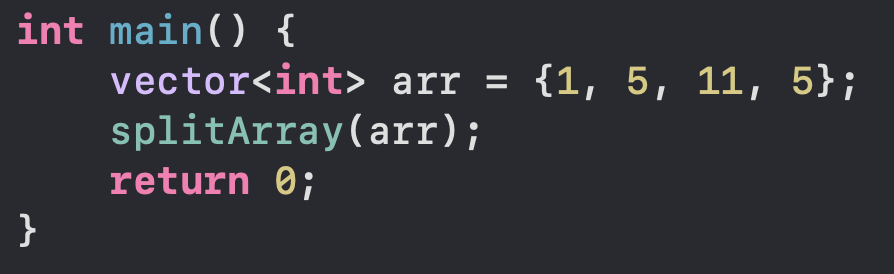 int main() {
    vector<int> arr = {1, 5, 11, 5};
    splitArray(arr);
    return 0;
}